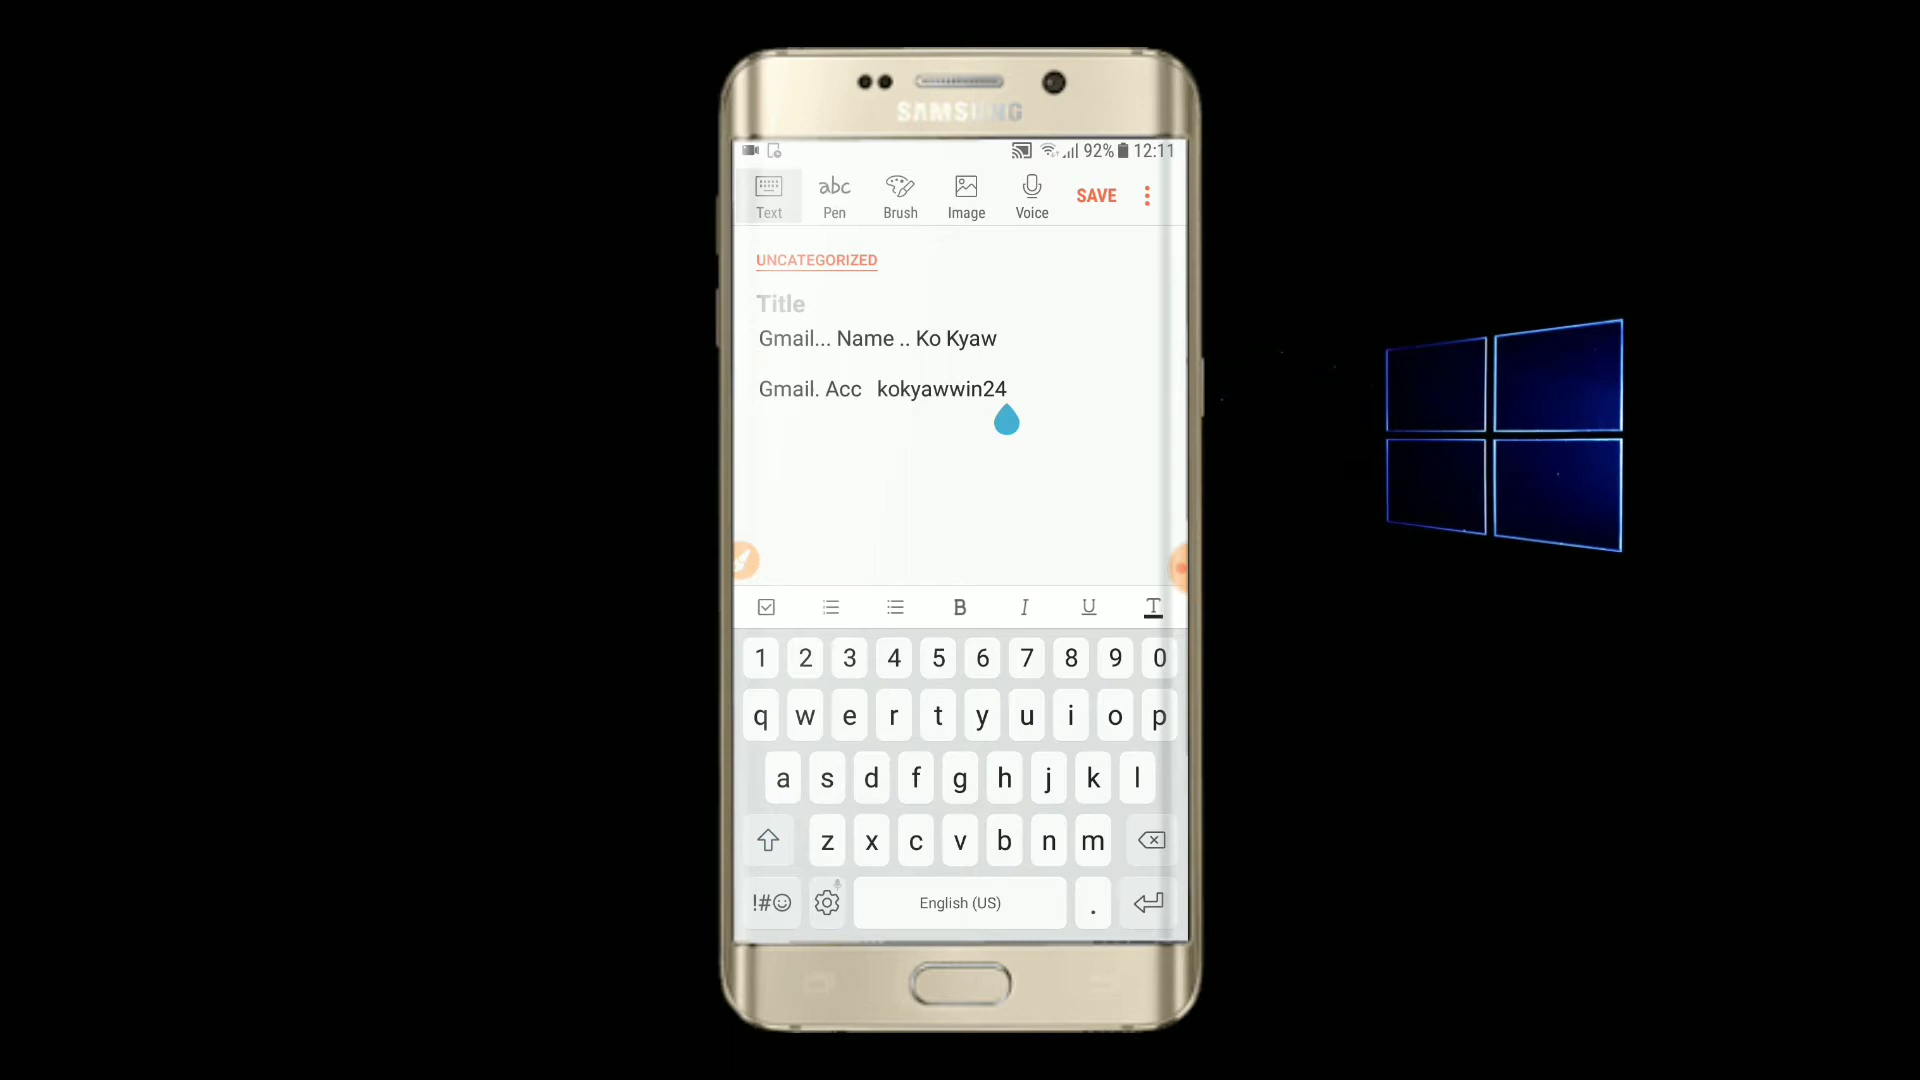 SAMSUNG
92% 12:11
Text Pen Brush Image Voice SAVE
abc
UNCATEGORIZED
Title
Gmail... Name .. Ko Kyaw
Gmail. Acc kokyawwin24
B I U T
1 2 3 4 5 6 7 8 9 0
q w e r t y u i o p
a s d f g h j k l
z x c v b n m
!#☺ English (US) .